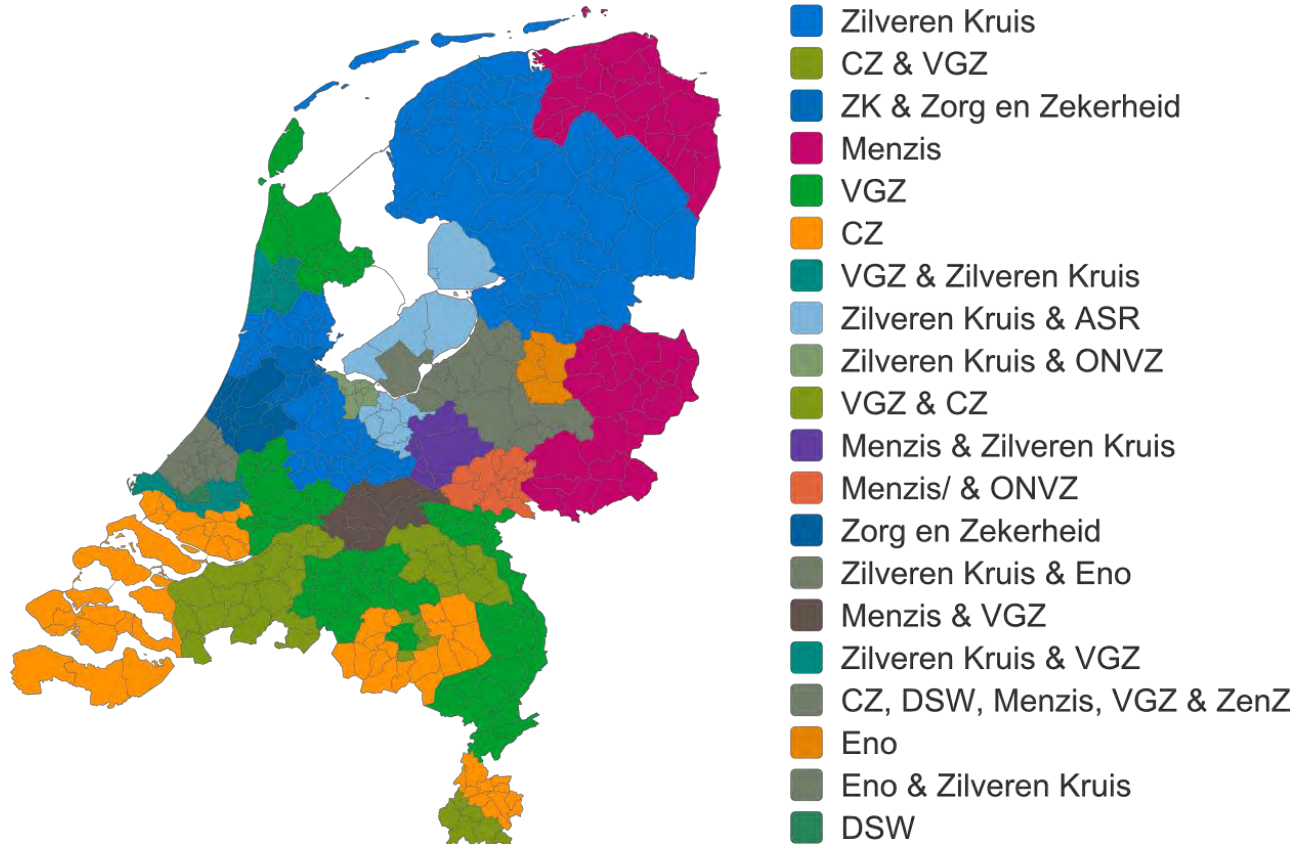 Zilveren Kruis
CZ & VGZ
ZK & Zorg en Zekerheid
Menzis
VGZ
CZ
VGZ & Zilveren Kruis
Zilveren Kruis & ASR
Zilveren Kruis & ONVZ
VGZ & CZ
Menzis & Zilveren Kruis
Menzis/ & ONVZ
Zorg en Zekerheid
Zilveren Kruis & Eno
Menzis & VGZ
Zilveren Kruis & VGZ
CZ, DSW, Menzis, VGZ & ZenZ
Eno
Eno & Zilveren Kruis
DSW